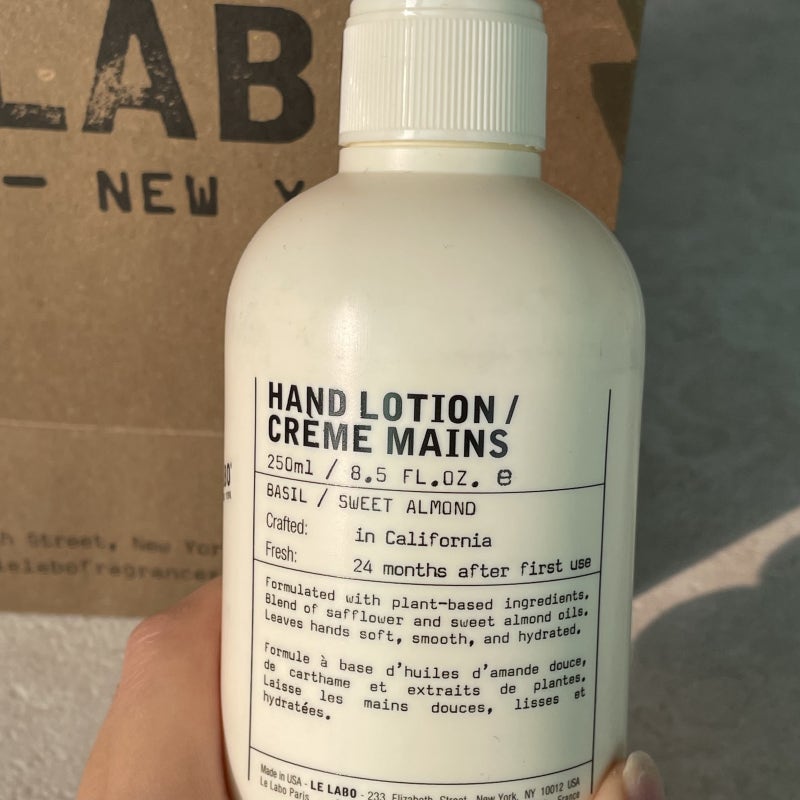 LAB
— NEW Y
HAND LOTION /
CRÈME MAINS
250ml / 8.5 FL.OZ. ℮
BASIL / SWEET ALMOND
Crafted: in California
Fresh: 24 months after first use
Formulated with plant-based ingredients.
Blend of safflower and sweet almond oils.
Leaves hands soft, smooth, and hydrated.
Formule à base d'huiles d'amande douce,
de carthame et extraits de plantes.
Laisse les mains douces, lisses et
hydratées.
h Street, New Yor
lelabofragrances
Made in USA - LE LABO - 233 Elizabeth Street, New York, NY 10012 USA
Le Labo Paris France